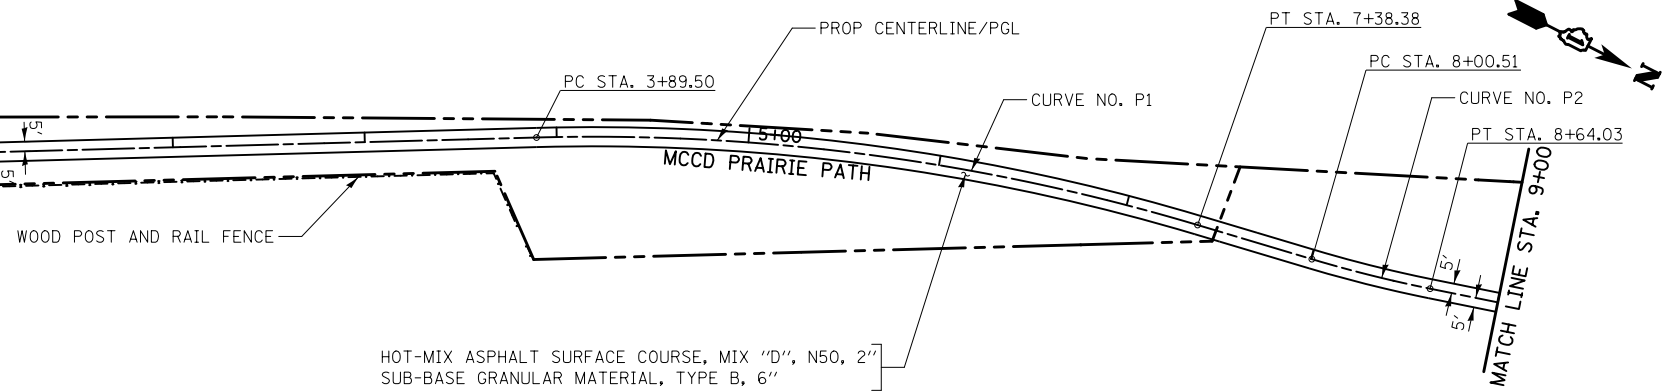 PT STA. 7+38.38
PROP CENTERLINE/PGL
N
PC STA. 8+00.51
PC STA. 3+89.50
CURVE NO. P1
CURVE NO. P2
5'
5'
5+00
PT STA. 8+64.03
MCCD PRAIRIE PATH
WOOD POST AND RAIL FENCE
5'
5'
MATCH LINE STA. 9+00
HOT-MIX ASPHALT SURFACE COURSE, MIX "D", N50, 2"
SUB-BASE GRANULAR MATERIAL, TYPE B, 6"